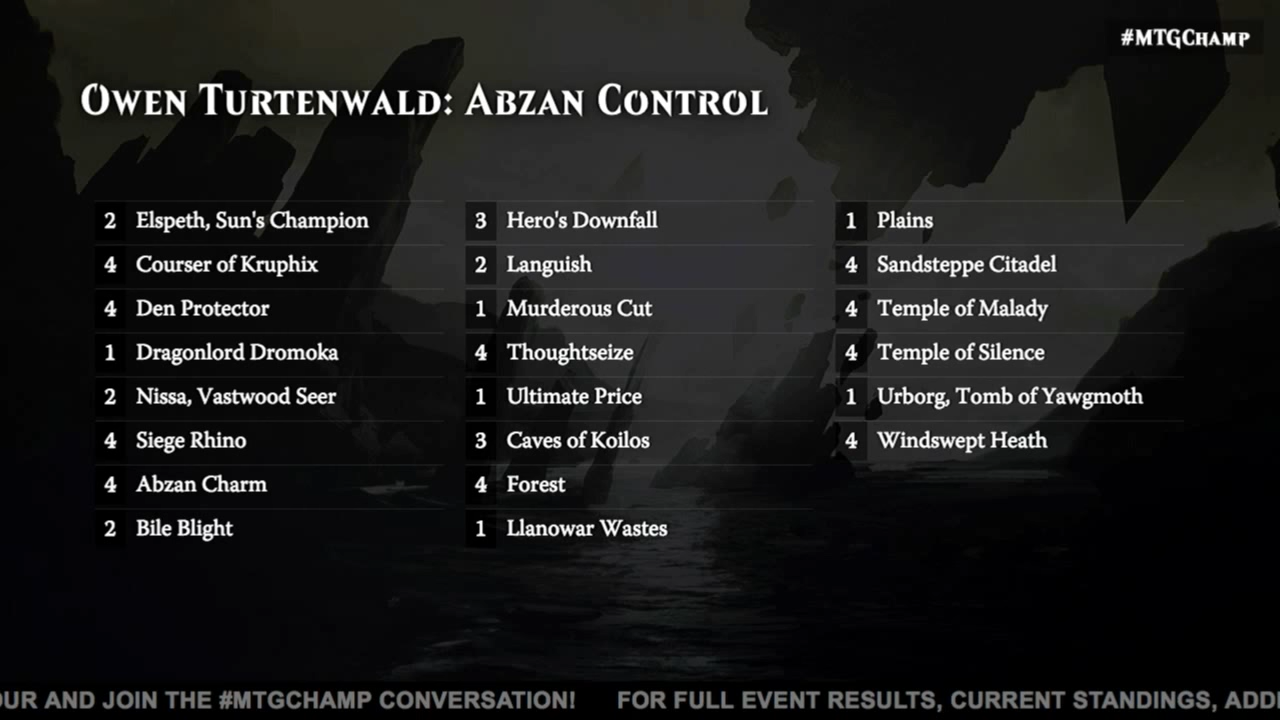 #MTGChamp
Owen Turtenwald: Abzan Control
2 Elspeth, Sun's Champion
4 Courser of Kruphix
4 Den Protector
1 Dragonlord Dromoka
2 Nissa, Vastwood Seer
4 Siege Rhino
4 Abzan Charm
2 Bile Blight
3 Hero's Downfall
2 Languish
1 Murderous Cut
4 Thoughtseize
1 Ultimate Price
3 Caves of Koilos
4 Forest
1 Llanowar Wastes
1 Plains
4 Sandsteppe Citadel
4 Temple of Malady
4 Temple of Silence
1 Urborg, Tomb of Yawgmoth
4 Windswept Heath
OUR AND JOIN THE #MTGCHAMP CONVERSATION! FOR FULL EVENT RESULTS, CURRENT STANDINGS, ADD